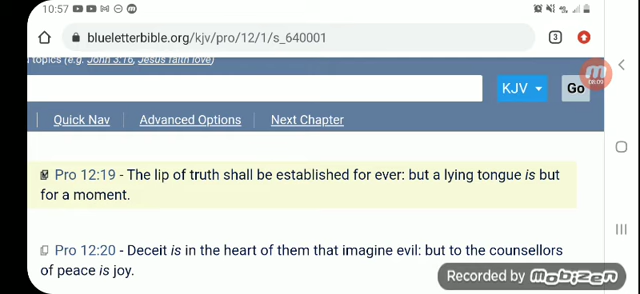 10:57
blueletterbible.org/kjv/pro/12/1/s_640001
3
topics (e.g. John 3:16, Jesus faith love)
KJV Go
Quick Nav | Advanced Options | Next Chapter
Pro 12:19 - The lip of truth shall be established for ever: but a lying tongue is but
for a moment.
Pro 12:20 - Deceit is in the heart of them that imagine evil: but to the counsellors
of peace is joy.
Recorded by Mobizen